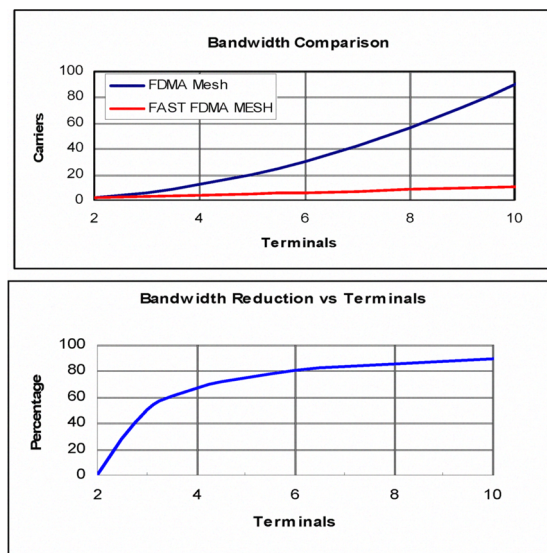 Bandwidth Comparison
100
80
60
40
20
0
FDMA Mesh
FAST FDMA MESH
Carriers
2 4 6 8 10
Terminals
Bandwidth Reduction vs Terminals
100
80
60
40
20
0
Percentage
2 4 6 8 10
Terminals